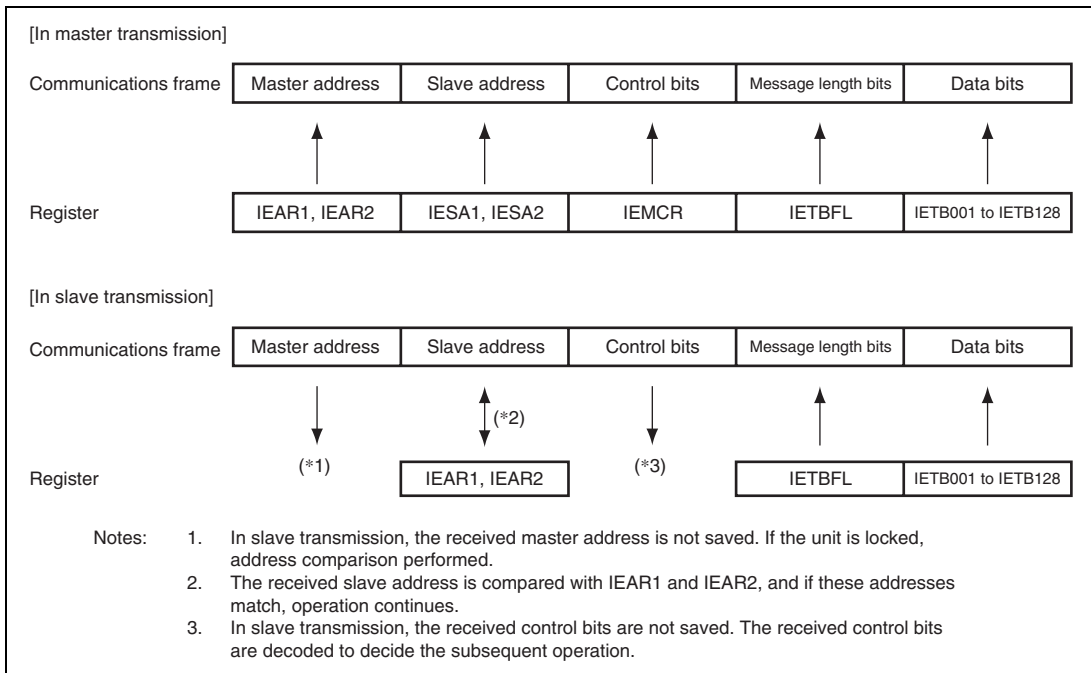 [In master transmission]
Communications frame Master address Slave address Control bits Message length bits Data bits
Register IEAR1, IEAR2 IESA1, IESA2 IEMCR IETBFL IETB001 to IETB128
[In slave transmission]
Communications frame Master address Slave address Control bits Message length bits Data bits
(*2)
Register (*1) IEAR1, IEAR2 (*3) IETBFL IETB001 to IETB128
Notes: 1. In slave transmission, the received master address is not saved. If the unit is locked,
address comparison performed.
2. The received slave address is compared with IEAR1 and IEAR2, and if these addresses
match, operation continues.
3. In slave transmission, the received control bits are not saved. The received control bits
are decoded to decide the subsequent operation.